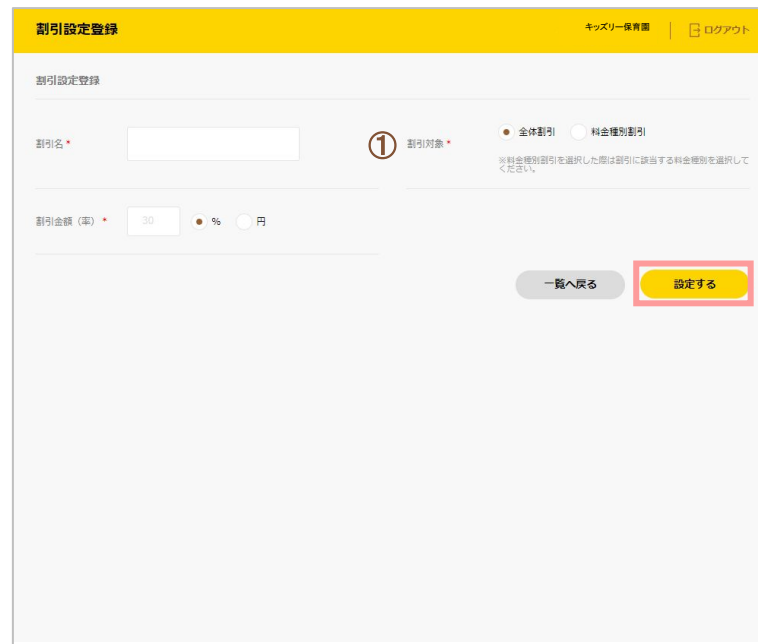 割引設定登録
キッズリー保育園
ログアウト
割引設定登録
割引名 *
①
割引対象 *
全体割引
料金種別割引
※料金種別割引を選択した際は割引に該当する料金種別を選択して
ください。
割引金額（率） *
30
%
円
一覧へ戻る
設定する